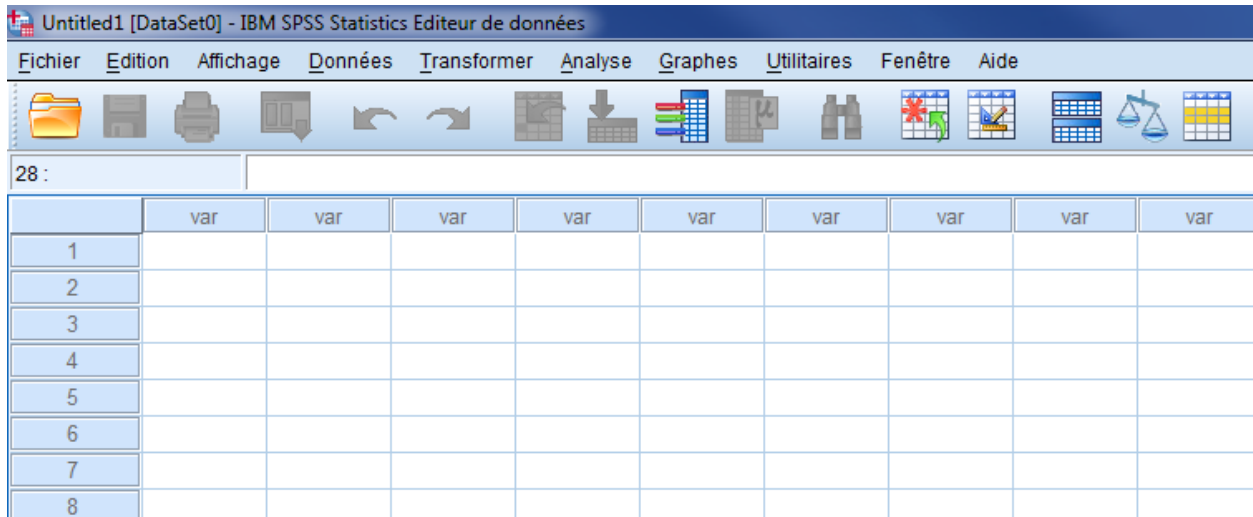 Untitled1 [DataSet0] - IBM SPSS Statistics Editeur de données
Fichier Edition Affichage Données Transformer Analyse Graphes Utilitaires Fenêtre Aide
μ
28 :
var var var var var var var var var
1
2
3
4
5
6
7
8